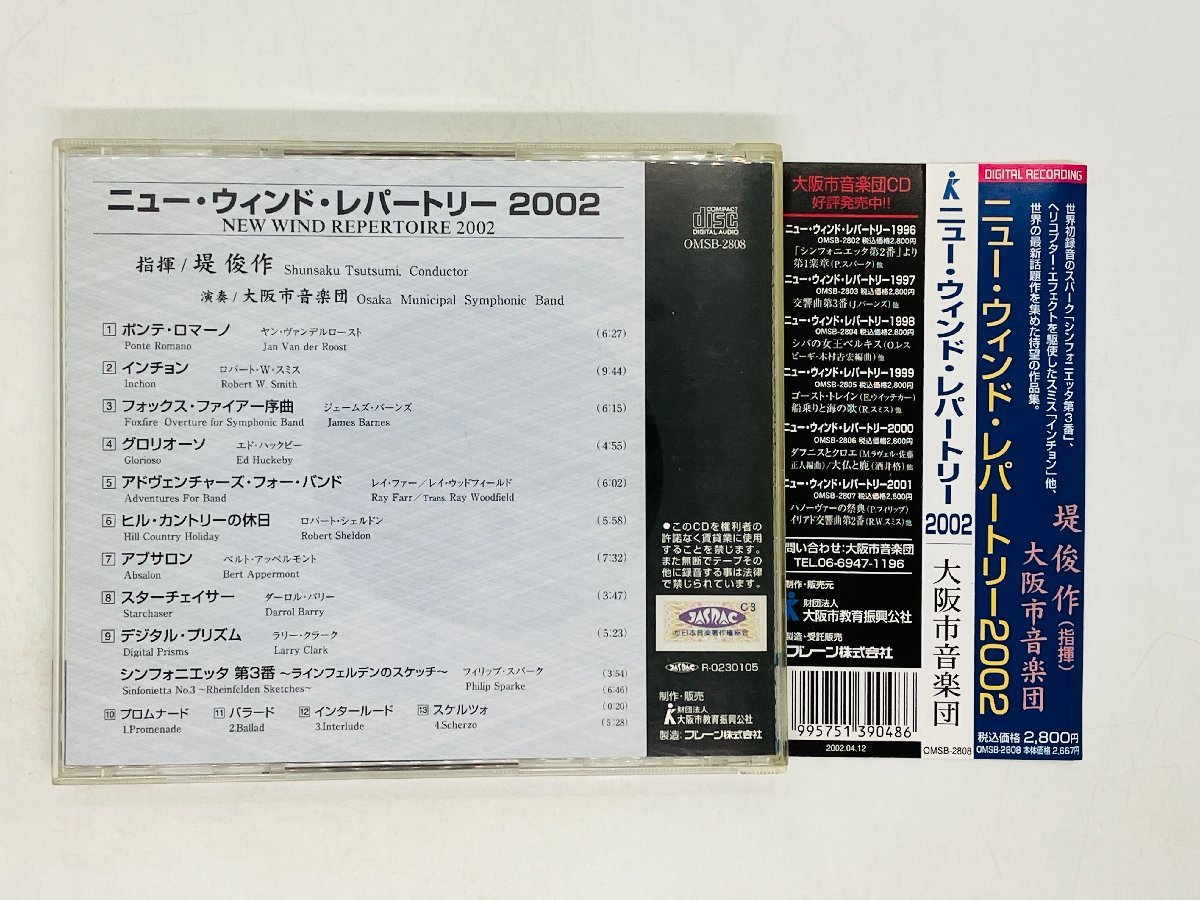 ニュー・ウィンド・レパートリー 2002
NEW WIND REPERTOIRE 2002
指揮/堤 俊作 Shunsaku Tsutsumi, Conductor
演奏/大阪市音楽団 Osaka Municipal Symphonic Band
1 ポンテ・ロマーノ ヤン・ヴァンデルロースト (6:27)
Ponte Romano Jan Van der Roost
2 インチョン ロバート・W・スミス (9:44)
Inchon Robert W. Smith
3 フォックス・ファイアー序曲 ジェームズ・バーンズ (6:15)
Foxfire Overture for Symphonic Band James Barnes
4 グロリオーソ エド・ハックビー (4:55)
Glorioso Ed Huckeby
5 アドヴェンチャーズ・フォー・バンド レイ・ファー/レイ・ウッドフィールド (6:02)
Adventures For Band Ray Farr/Trans. Ray Woodfield
6 ヒル・カントリーの休日 ロバート・シェルドン (5:58)
Hill Country Holiday Robert Sheldon
7 アブサロン ベルト・アッペルモント (7:32)
Absalon Bert Appermont
8 スターチェイサー ダーロル・バリー (3:47)
Starchaser Darrol Barry
9 デジタル・プリズム ラリー・クラーク (5:23)
Digital Prisms Larry Clark
シンフォニエッタ 第3番 〜ラインフェルデンのスケッチ〜 フィリップ・スパーク (3:54)
Sinfonietta No.3 〜Rheinfelden Sketches〜 Philip Sparke (6:46)
10 プロムナード 11 バラード 12 インタールード 13 スケルツォ (0:20)
1.Promenade 2.Ballad 3.Interlude 4.Scherzo (5:28)
COMPACT
disc
DIGITAL AUDIO
OMSB-2808
●このCDを権利者の
許諾なく賃貸業に使用
することを禁じます。
また無断でテープその
他に録音する事は法律
で禁じられています。
JASRAC
C3
日本音楽著作権協会
JASRAC R-0230105
制作・販売
財団法人
大阪市教育振興公社
製造：ブレーン株式会社
大阪市音楽団CD
好評発売中!!
ニュー・ウィンド・レパートリー1996
OMSB-2802 税込価格2,800円
「シンフォニエッタ第2番」より
第1楽章(P.スパーク)他
ニュー・ウィンド・レパートリー1997
OMSB-2803 税込価格2,800円
交響曲第3番(J.バーンズ)他
ニュー・ウィンド・レパートリー1998
OMSB-2804 税込価格2,800円
シバの女王ベルキス(O.レス
ピーギ・木村吉宏編曲)他
ニュー・ウィンド・レパートリー1999
OMSB-2805 税込価格2,800円
ゴースト・トレイン(E.ウイッテカー)
船乗りと海の歌(R.スミス)他
ニュー・ウィンド・レパートリー2000
OMSB-2806 税込価格2,800円
ダフニスとクロエ(M.ラヴェル・佐藤
正人編曲)/大仏と鹿(酒井格)他
ニュー・ウィンド・レパートリー2001
OMSB-2807 税込価格2,800円
ハノーヴァーの祭典(P.フィリップ)
イリアド交響曲第2番(R.W.スミス)他
問い合わせ：大阪市音楽団
TEL.06-6947-1196
制作・販売元
財団法人
大阪市教育振興公社
製造・受託販売
ブレーン株式会社
995751 390486
2002.04.12
ニュー・ウィンド・レパートリー 2002 大阪市音楽団
OMSB-2808
DIGITAL RECORDING
世界初録音のスパーク「シンフォニエッタ第3番」、
ヘリコプター・エフェクトを駆使したスミス「インチョン」他、
世界の最新話題作を集めた待望の作品集。
堤 俊作(指揮)
大阪市音楽団
ニュー・ウィンド・レパートリー2002
税込価格 2,800円
OMSB-2808 本体価格 2,667円